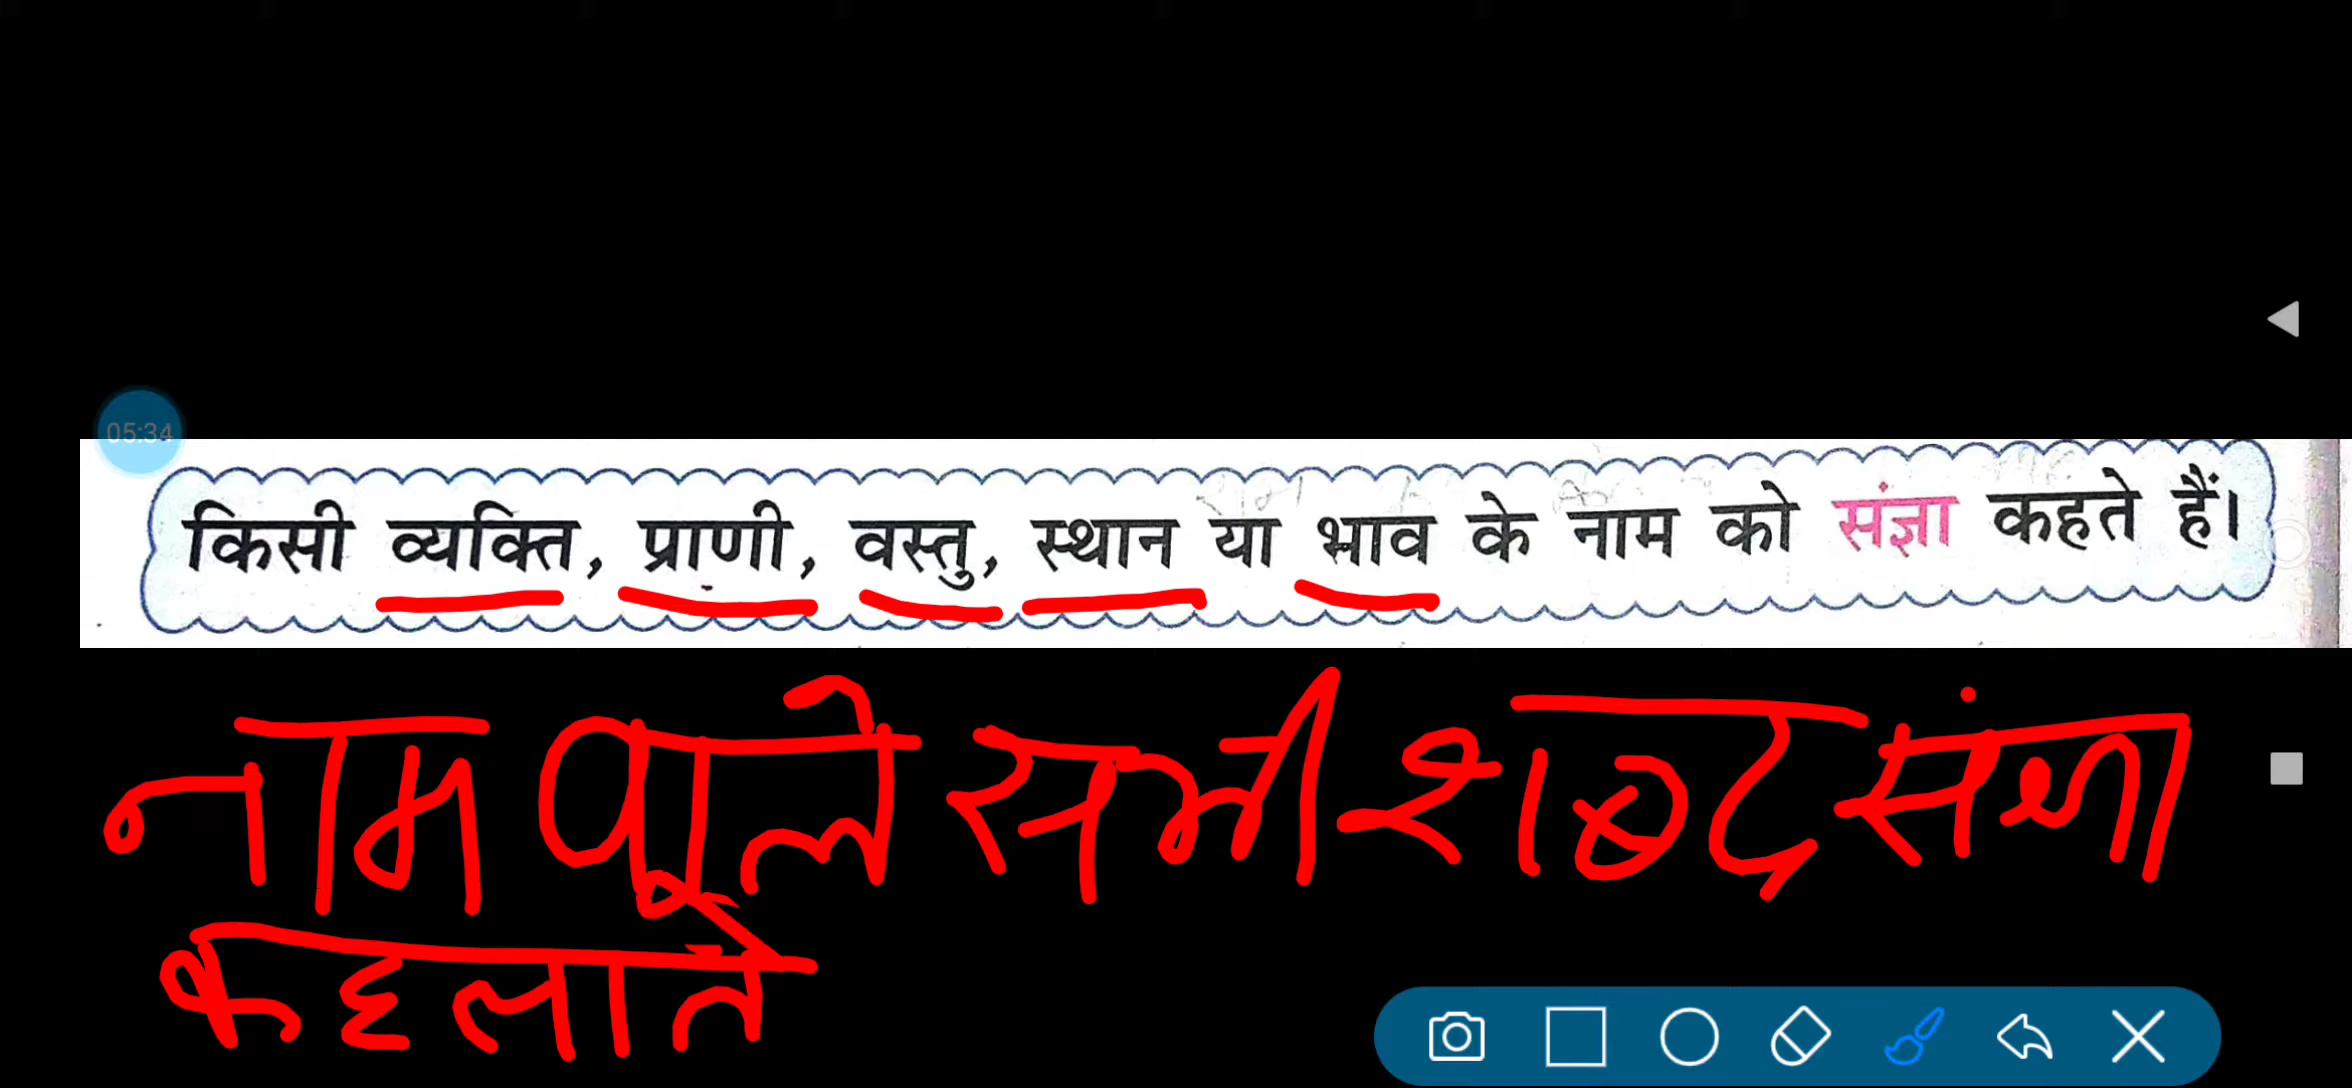 05:34
किसी व्यक्ति, प्राणी, वस्तु, स्थान या भाव के नाम को संज्ञा कहते हैं।
नाम वाले सभी शब्द संज्ञा
कहलाते